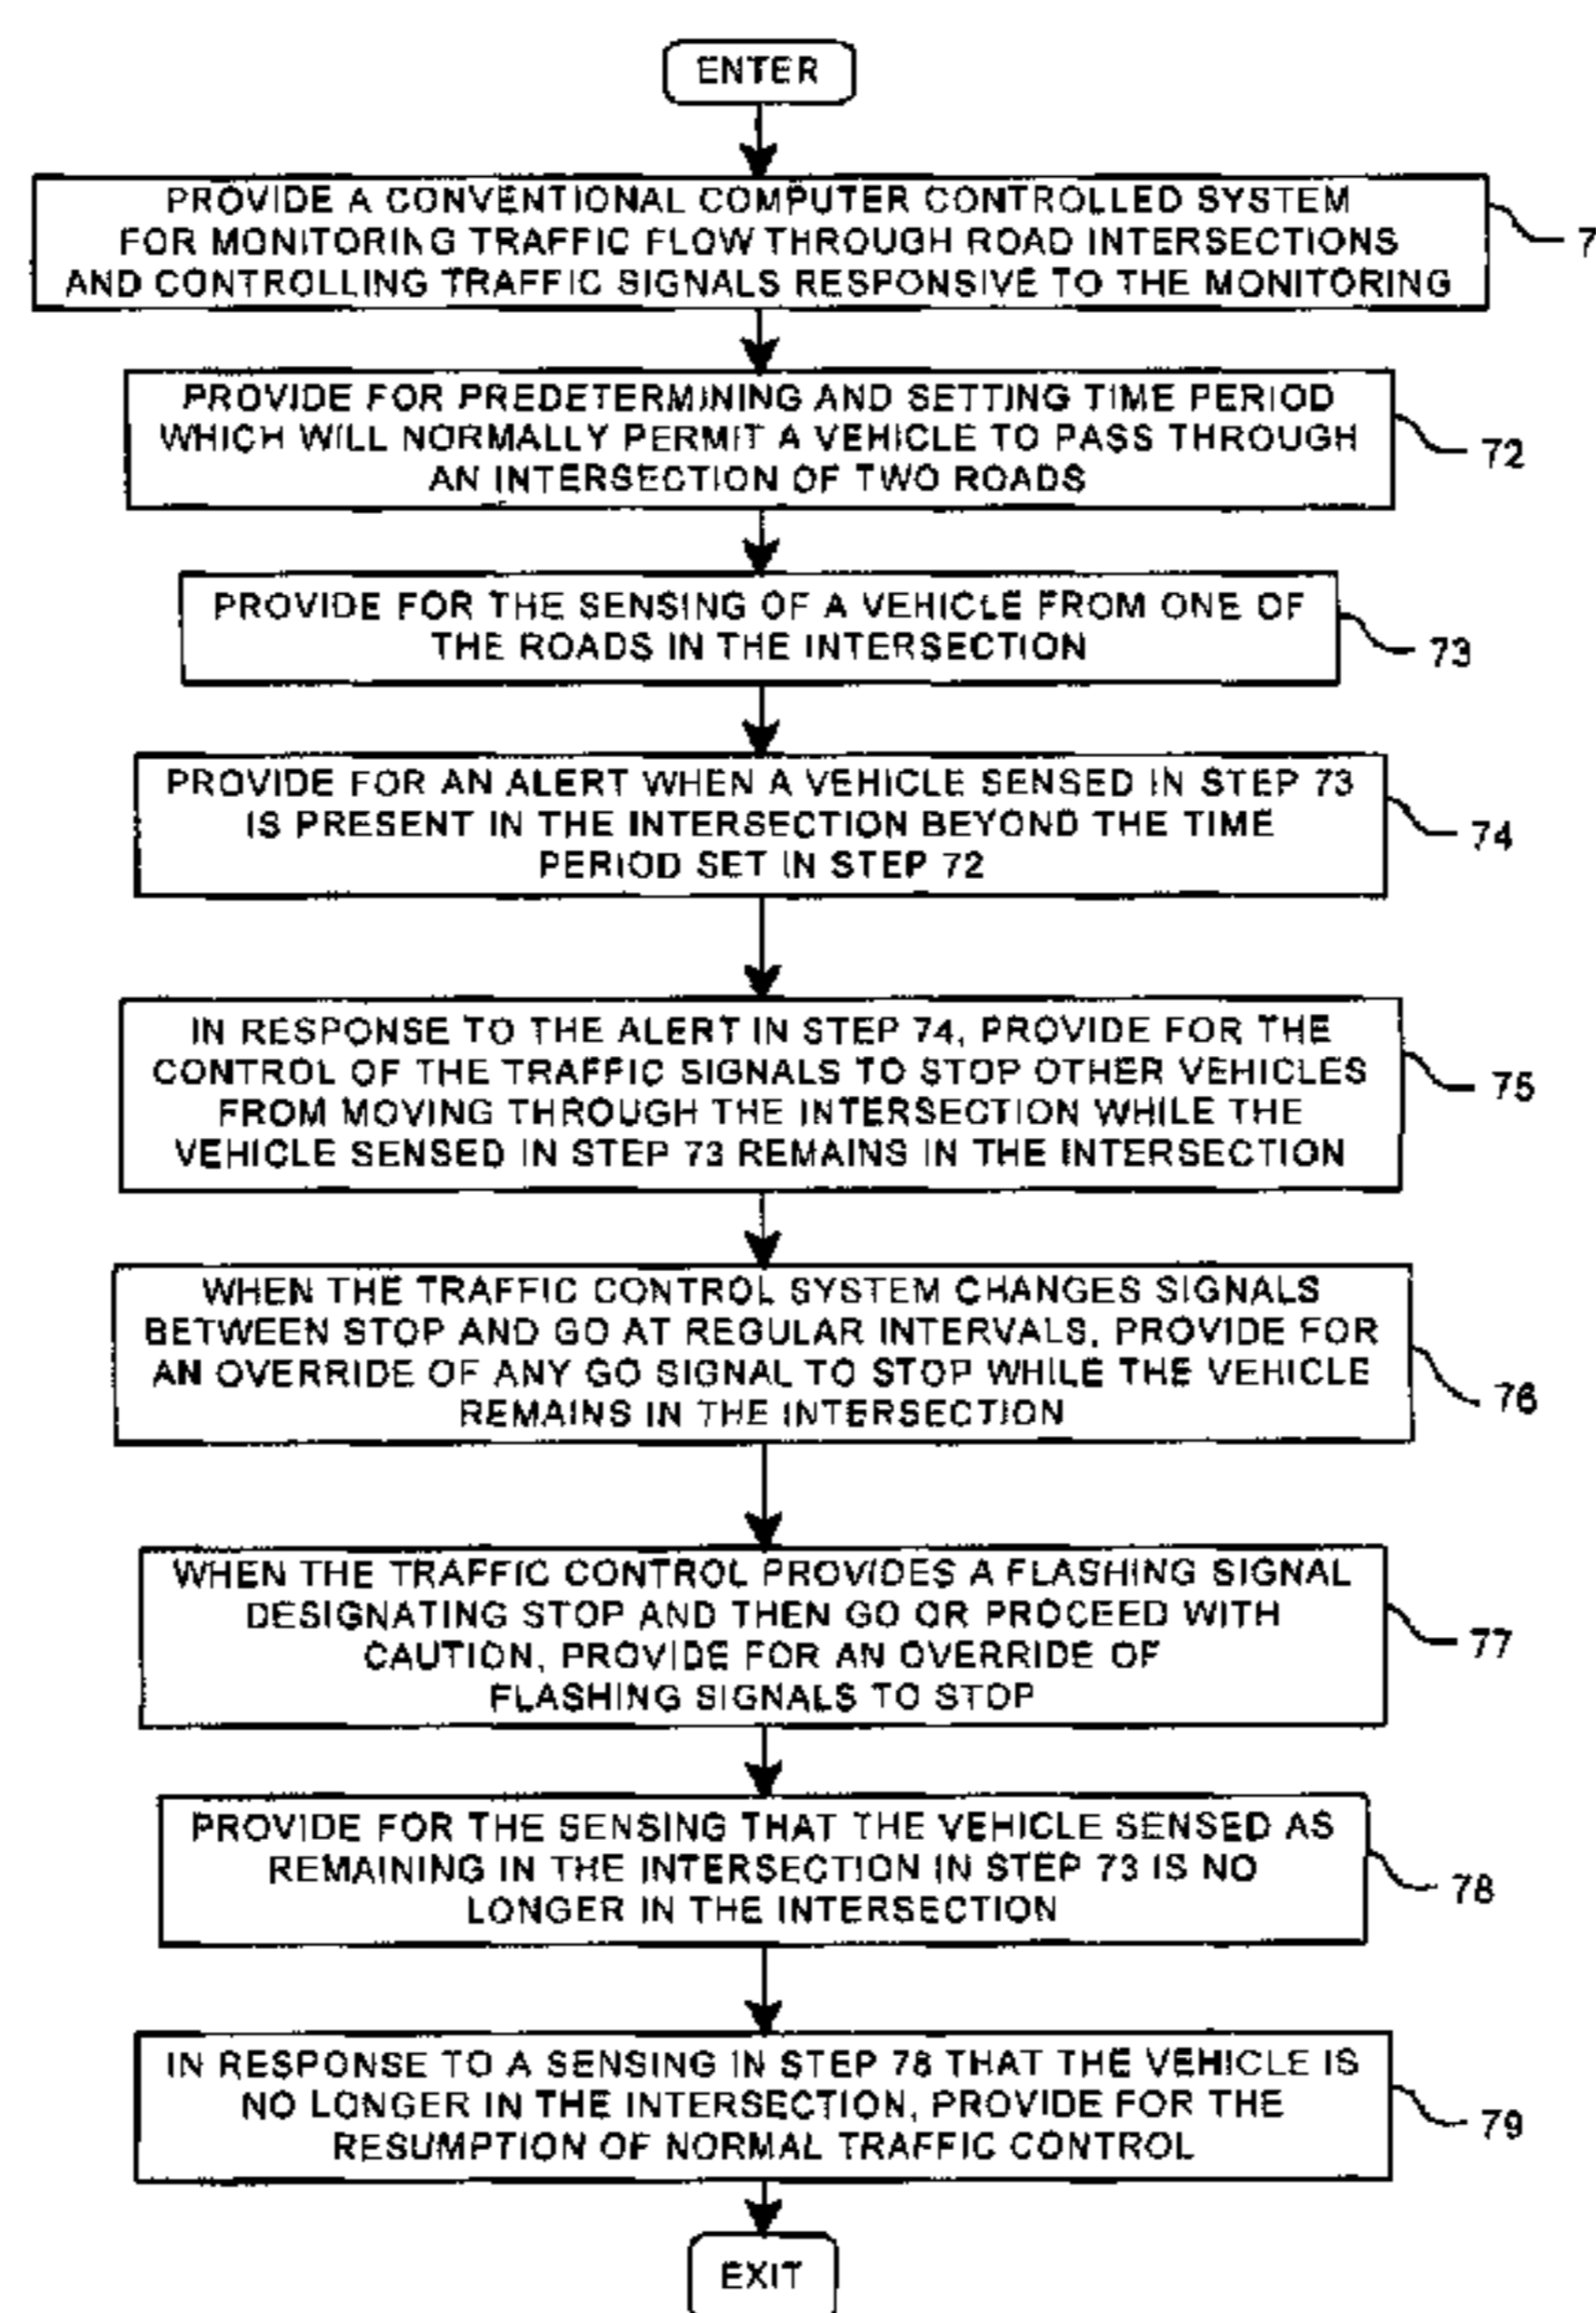 ENTER
PROVIDE A CONVENTIONAL COMPUTER CONTROLLED SYSTEM
FOR MONITORING TRAFFIC FLOW THROUGH ROAD INTERSECTIONS
AND CONTROLLING TRAFFIC SIGNALS RESPONSIVE TO THE MONITORING
7
PROVIDE FOR PREDETERMINING AND SETTING TIME PERIOD
WHICH WILL NORMALLY PERMIT A VEHICLE TO PASS THROUGH
AN INTERSECTION OF TWO ROADS
72
PROVIDE FOR THE SENSING OF A VEHICLE FROM ONE OF
THE ROADS IN THE INTERSECTION
73
PROVIDE FOR AN ALERT WHEN A VEHICLE SENSED IN STEP 73
IS PRESENT IN THE INTERSECTION BEYOND THE TIME
PERIOD SET IN STEP 72
74
IN RESPONSE TO THE ALERT IN STEP 74, PROVIDE FOR THE
CONTROL OF THE TRAFFIC SIGNALS TO STOP OTHER VEHICLES
FROM MOVING THROUGH THE INTERSECTION WHILE THE
VEHICLE SENSED IN STEP 73 REMAINS IN THE INTERSECTION
75
WHEN THE TRAFFIC CONTROL SYSTEM CHANGES SIGNALS
BETWEEN STOP AND GO AT REGULAR INTERVALS, PROVIDE FOR
AN OVERRIDE OF ANY GO SIGNAL TO STOP WHILE THE VEHICLE
REMAINS IN THE INTERSECTION
76
WHEN THE TRAFFIC CONTROL PROVIDES A FLASHING SIGNAL
DESIGNATING STOP AND THEN GO OR PROCEED WITH
CAUTION, PROVIDE FOR AN OVERRIDE OF
FLASHING SIGNALS TO STOP
77
PROVIDE FOR THE SENSING THAT THE VEHICLE SENSED AS
REMAINING IN THE INTERSECTION IN STEP 73 IS NO
LONGER IN THE INTERSECTION
78
IN RESPONSE TO A SENSING IN STEP 78 THAT THE VEHICLE IS
NO LONGER IN THE INTERSECTION, PROVIDE FOR THE
RESUMPTION OF NORMAL TRAFFIC CONTROL
79
EXIT